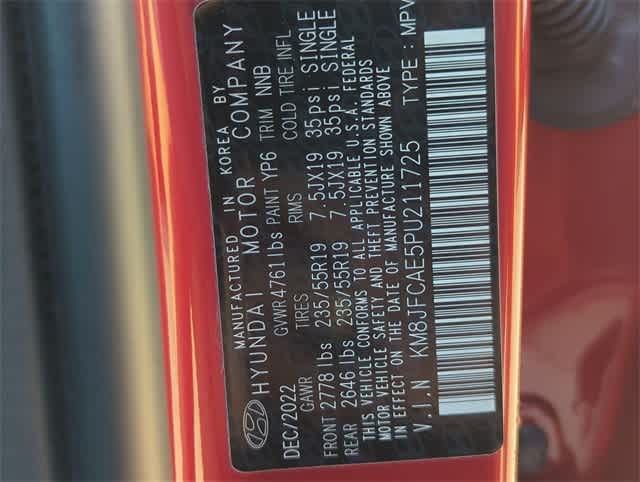 MANUFACTURED IN KOREA BY
HYUNDAI MOTOR COMPANY
DEC/2022 GVWR 4761lbs PAINT YP6 TRIM NNB
GAWR TIRES RIMS COLD TIRE INFL
FRONT 2778 lbs 235/55R19 7.5JX19 35psi SINGLE
REAR 2646 lbs 235/55R19 7.5JX19 35psi SINGLE
THIS VEHICLE CONFORMS TO ALL APPLICABLE U.S.A. FEDERAL
MOTOR VEHICLE SAFETY AND THEFT PREVENTION STANDARDS
IN EFFECT ON THE DATE OF MANUFACTURE SHOWN ABOVE
V.I.N KM8JFCAE5PU211725 TYPE : MPV